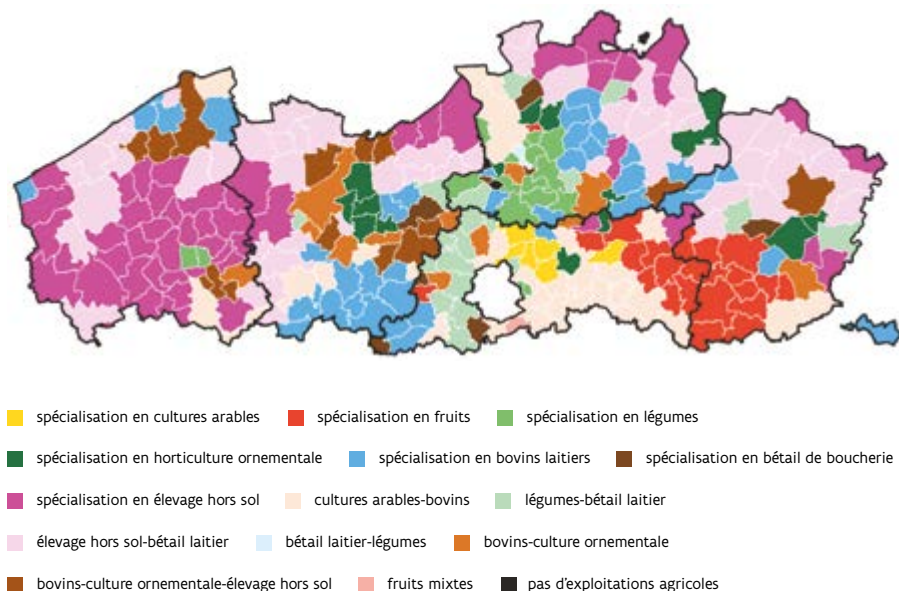 spécialisation en cultures arables spécialisation en fruits spécialisation en légumes
spécialisation en horticulture ornementale spécialisation en bovins laitiers spécialisation en bétail de boucherie
spécialisation en élevage hors sol cultures arables-bovins légumes-bétail laitier
élevage hors sol-bétail laitier bétail laitier-légumes bovins-culture ornementale
bovins-culture ornementale-élevage hors sol fruits mixtes pas d'exploitations agricoles